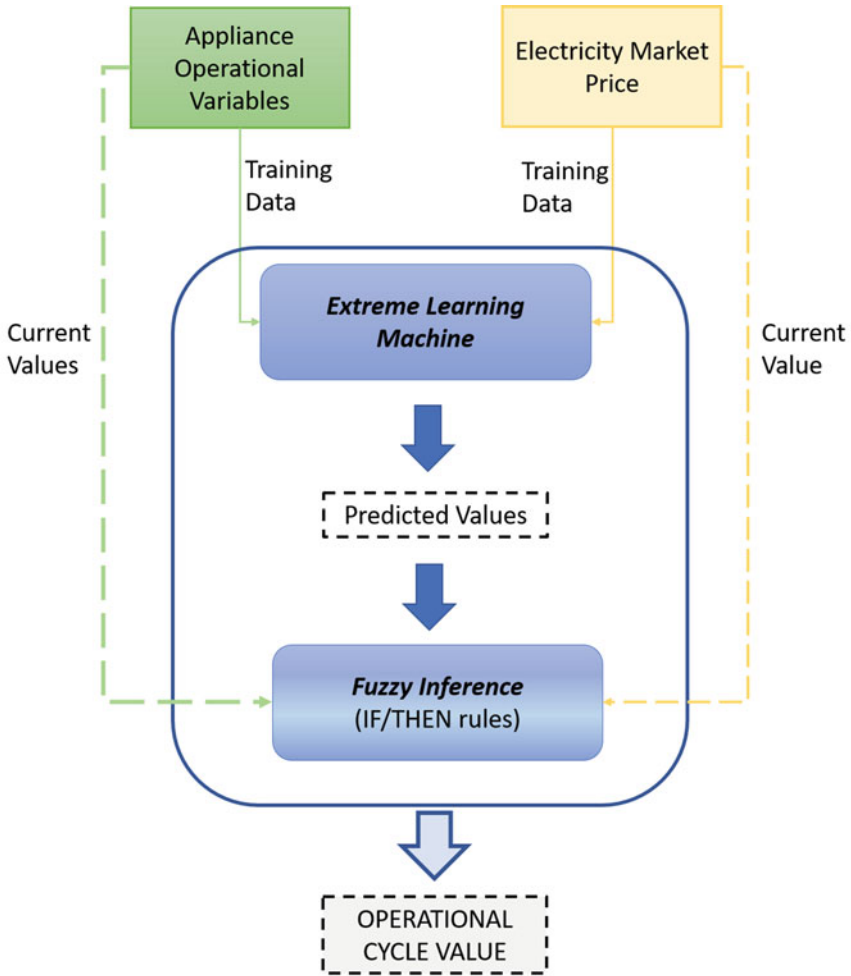 Appliance
Operational
Variables
Electricity Market
Price
Training
Data
Training
Data
Extreme Learning
Machine
Current
Values
Current
Value
Predicted Values
Fuzzy Inference
(IF/THEN rules)
OPERATIONAL
CYCLE VALUE